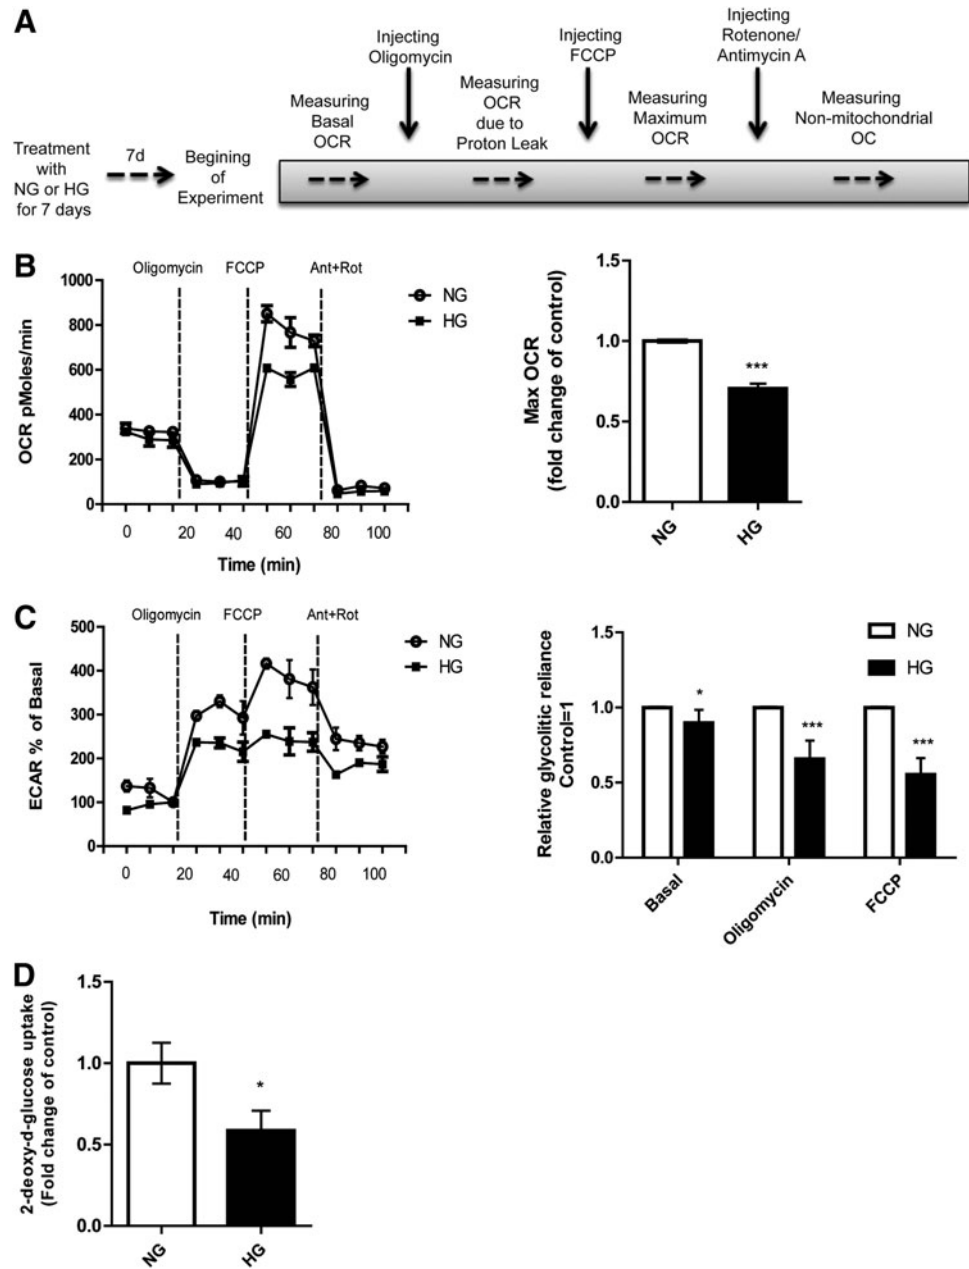 A
Treatment
with
NG or HG
for 7 days
7d
Begining
of
Experiment
Measuring
Basal
OCR
Injecting
Oligomycin
Measuring
OCR
due to
Proton Leak
Injecting
FCCP
Measuring
Maximum
OCR
Injecting
Rotenone/
Antimycin A
Measuring
Non-mitochondrial
OC
B
Oligomycin FCCP Ant+Rot
OCR pMoles/min
1000
800
600
400
200
0
0 20 40 60 80 100
Time (min)
NG
HG
Max OCR
(fold change of control)
1.5
1.0
0.5
0.0
***
NG HG
C
Oligomycin FCCP Ant+Rot
ECAR % of Basal
500
400
300
200
100
0
0 20 40 60 80 100
Time (min)
NG
HG
Relative glycolitic reliance
Control=1
1.5
1.0
0.5
0.0
NG
HG
* *** ***
Basal Oligomycin FCCP
D
2-deoxy-d-glucose uptake
(Fold change of control)
1.5
1.0
0.5
0.0
*
NG HG